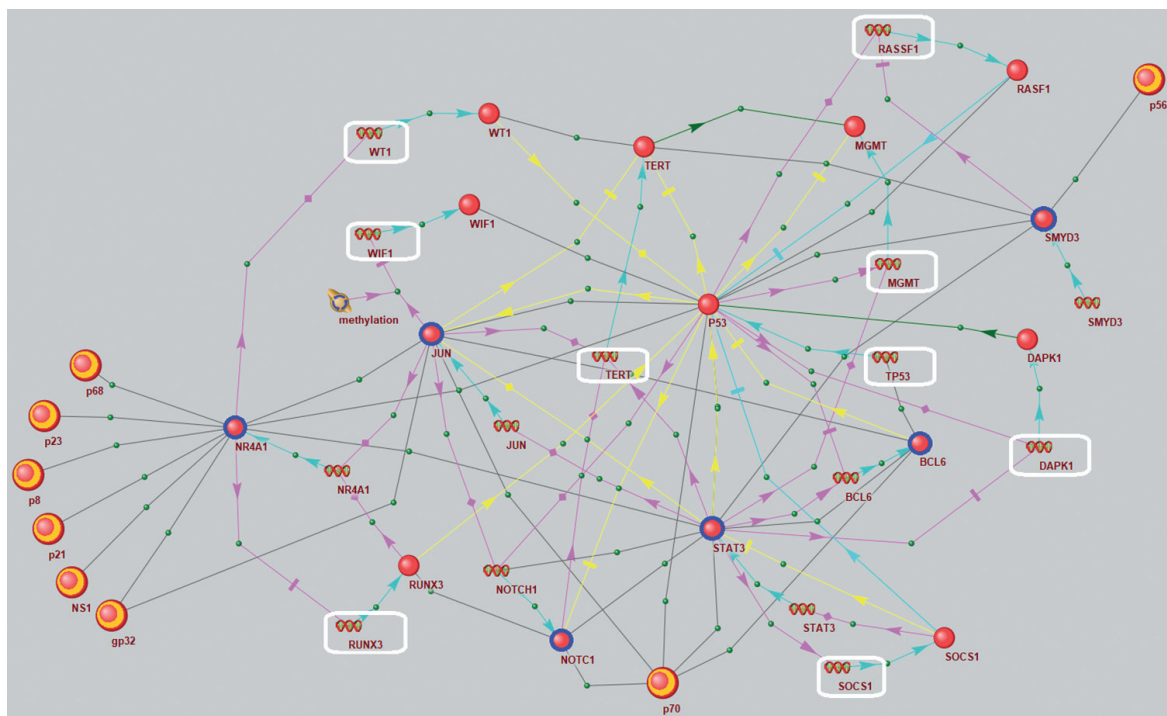 RASSF1
RASF1
p56
WT1
WT1
TERT
MGMT
WIF1
WIF1
SMYD3
MGMT
methylation
P53
SMYD3
JUN
DAPK1
TERT
TP53
p68
p23
NR4A1
JUN
BCL6
p8
NR4A1
BCL6
DAPK1
p21
STAT3
NS1
RUNX3
NOTCH1
gp32
STAT3
RUNX3
NOTC1
SOCS1
SOCS1
p70